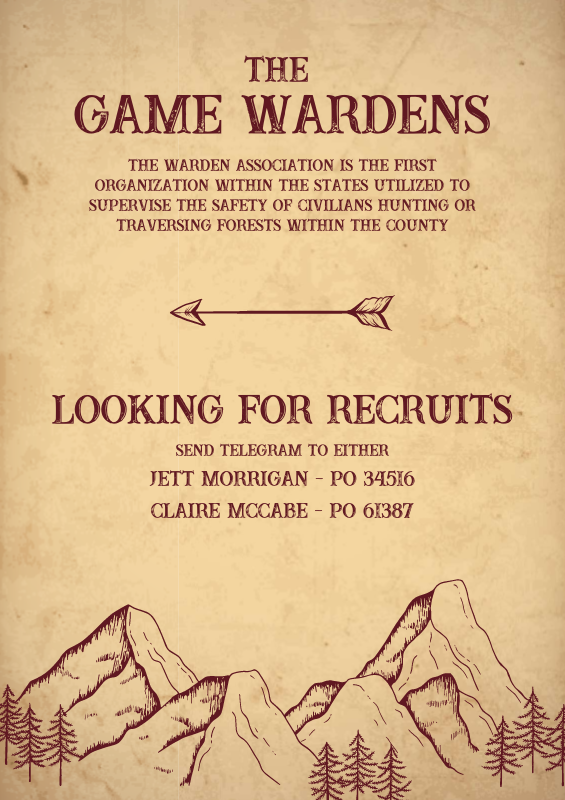 THE
GAME WARDENS
THE WARDEN ASSOCIATION IS THE FIRST
ORGANIZATION WITHIN THE STATES UTILIZED TO
SUPERVISE THE SAFETY OF CIVILIANS HUNTING OR
TRAVERSING FORESTS WITHIN THE COUNTY
LOOKING FOR RECRUITS
SEND TELEGRAM TO EITHER
JETT MORRIGAN - PO 34516
CLAIRE MCCABE - PO 61387